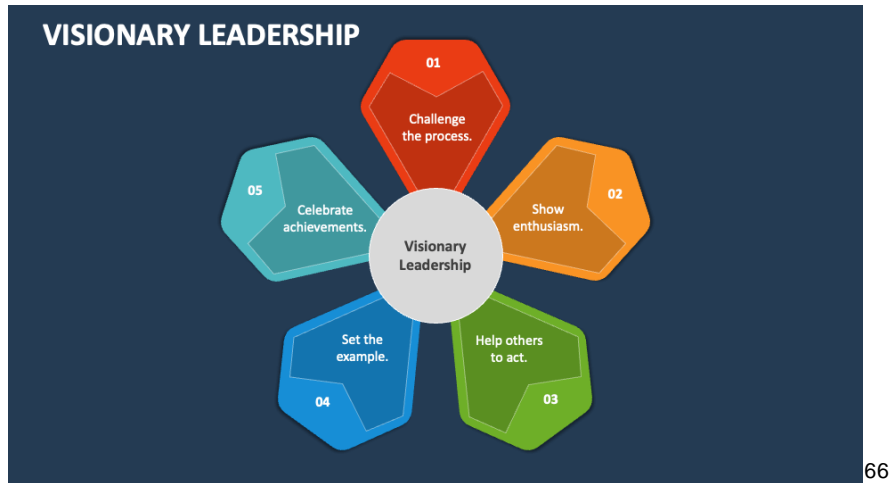 VISIONARY LEADERSHIP
01
Challenge
the process.
02
Show
enthusiasm.
03
Help others
to act.
04
Set the
example.
05
Celebrate
achievements.
Visionary
Leadership
66